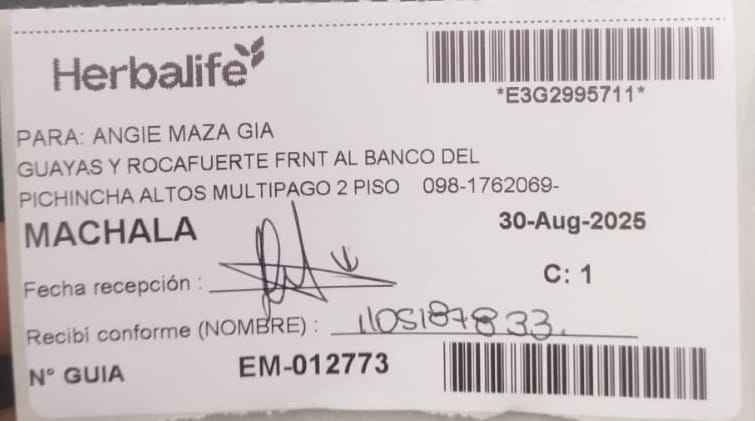 Herbalife
*E3G2995711*
PARA: ANGIE MAZA GIA
GUAYAS Y ROCAFUERTE FRNT AL BANCO DEL
PICHINCHA ALTOS MULTIPAGO 2 PISO 098-1762069-
MACHALA 30-Aug-2025
Fecha recepción : C: 1
Recibí conforme (NOMBRE) : 1105187833.
N° GUIA EM-012773